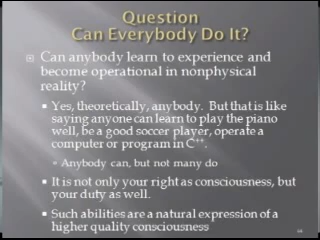 Question
Can Everybody Do It?
Can anybody learn to experience and
become operational in nonphysical
reality?
Yes, theoretically, anybody. But that is like
saying anyone can learn to play the piano
well, be a good soccer player, operate a
computer or program in C++.
Anybody can, but not many do
It is not only your right as consciousness, but
your duty as well.
Such abilities are a natural expression of a
higher quality consciousness